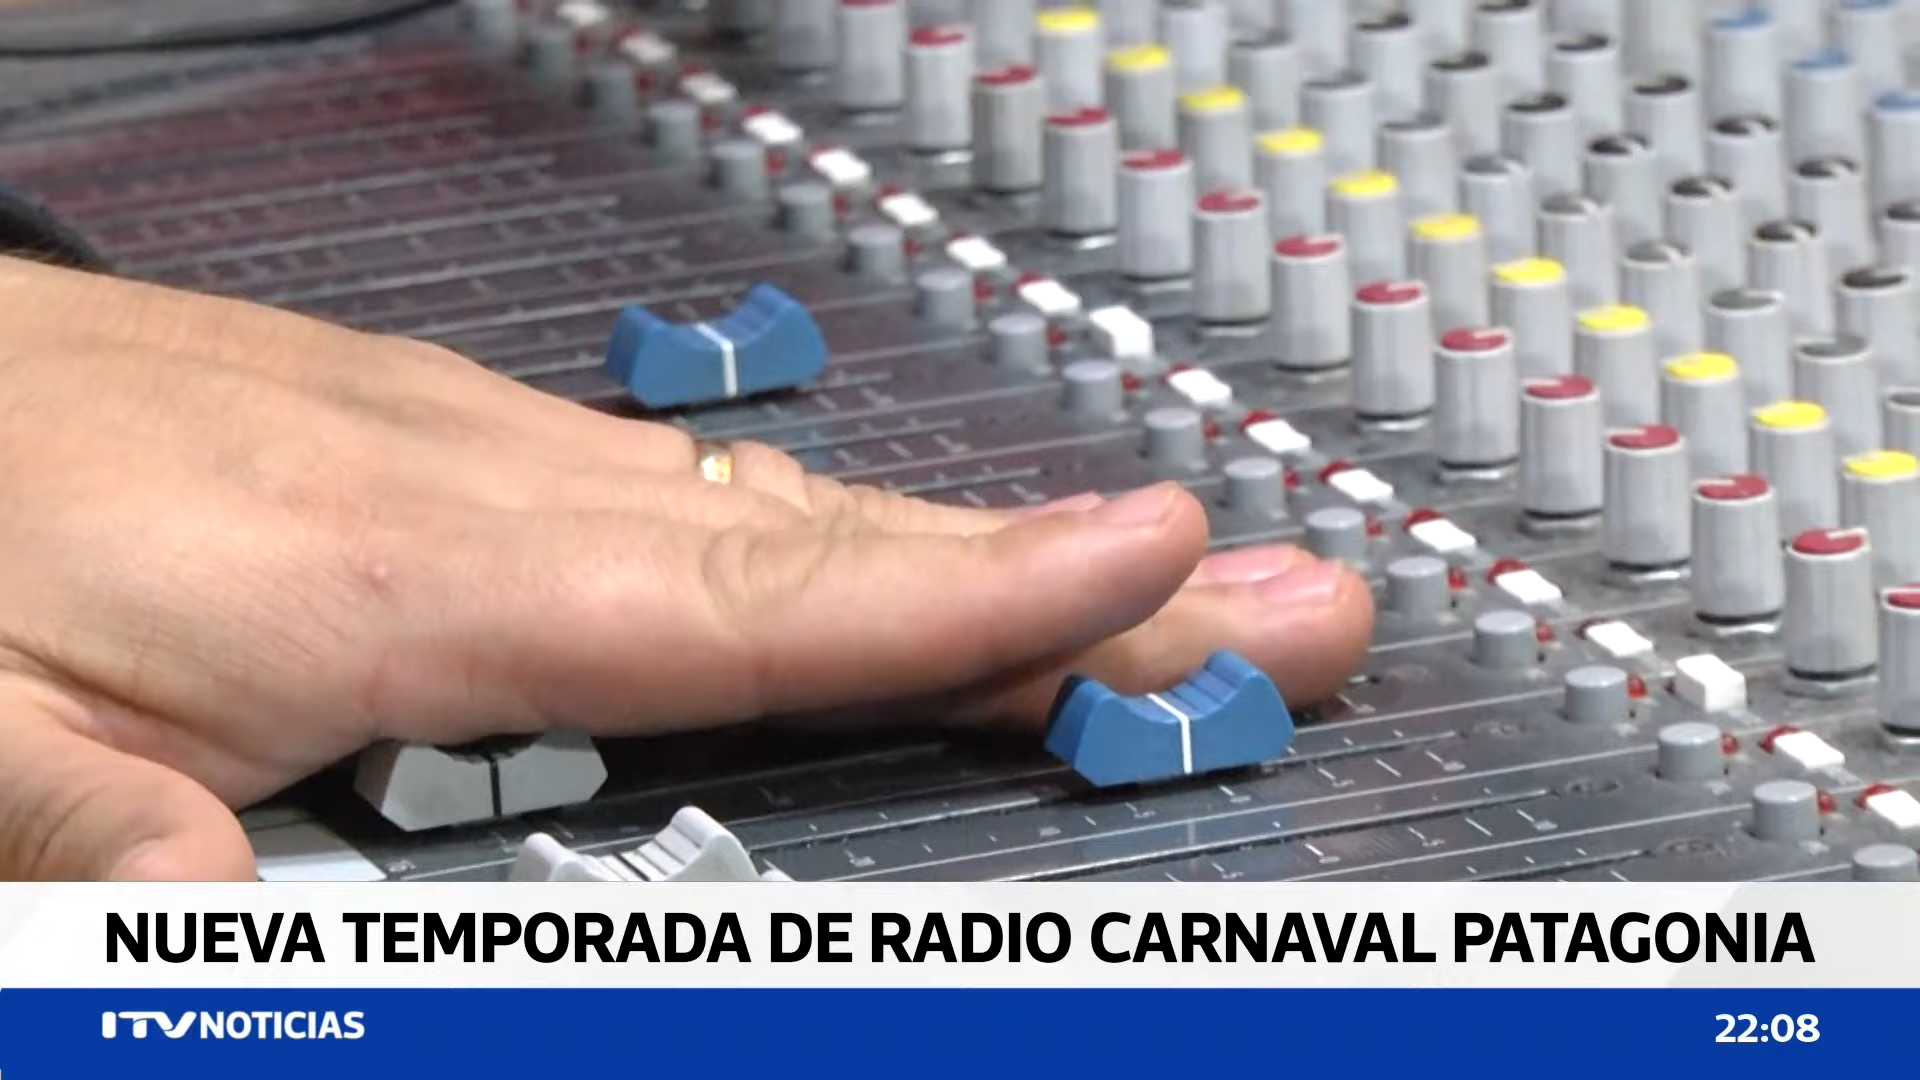 NUEVA TEMPORADA DE RADIO CARNAVAL PATAGONIA
ITV NOTICIAS
22:08